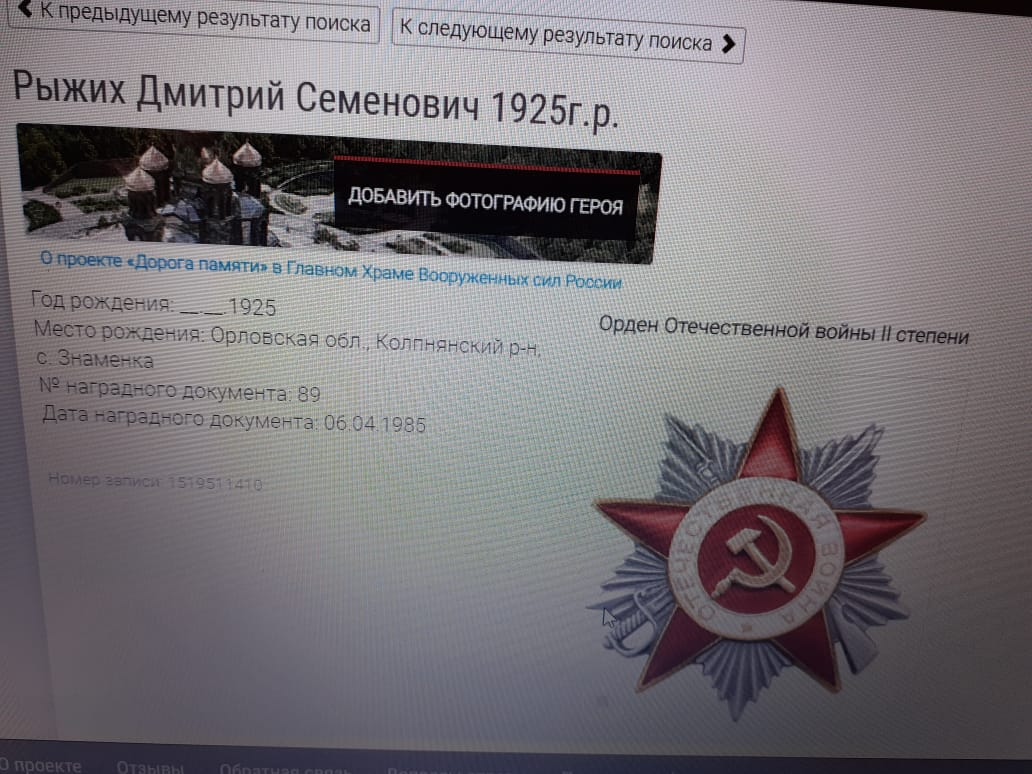 К предыдущему результату поиска
К следующему результату поиска
Рыжих Дмитрий Семенович 1925г.р.
ДОБАВИТЬ ФОТОГРАФИЮ ГЕРОЯ
О проекте «Дорога памяти» в Главном Храме Вооруженных сил России
Год рождения: __.__.1925
Место рождения: Орловская обл., Колпнянский р-н,
с. Знаменка
№ наградного документа: 89
Дата наградного документа: 06.04.1985
Номер записи: 1519511410
Орден Отечественной войны II степени
ОТЕЧЕСТВЕННАЯ ВОЙНА
О проекте
Отзывы
Обратная связь